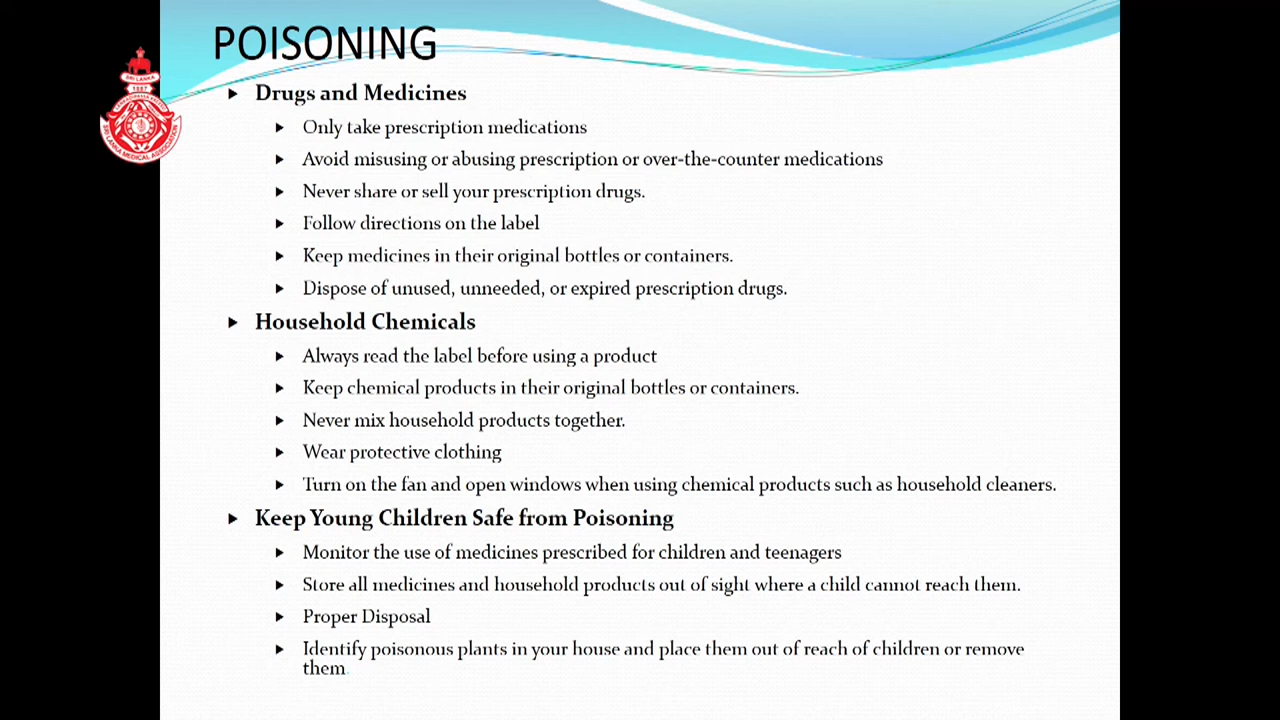 POISONING
Drugs and Medicines
Only take prescription medications
Avoid misusing or abusing prescription or over-the-counter medications
Never share or sell your prescription drugs.
Follow directions on the label
Keep medicines in their original bottles or containers.
Dispose of unused, unneeded, or expired prescription drugs.
Household Chemicals
Always read the label before using a product
Keep chemical products in their original bottles or containers.
Never mix household products together.
Wear protective clothing
Turn on the fan and open windows when using chemical products such as household cleaners.
Keep Young Children Safe from Poisoning
Monitor the use of medicines prescribed for children and teenagers
Store all medicines and household products out of sight where a child cannot reach them.
Proper Disposal
Identify poisonous plants in your house and place them out of reach of children or remove
them
SRI LANKA
1887
SRI LANKA MEDICAL ASSOCIATION